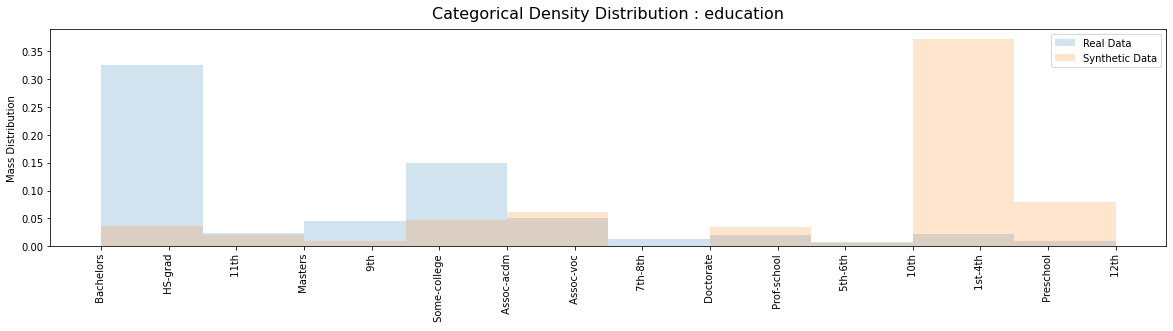 Categorical Density Distribution : education
Real Data
Synthetic Data
Mass Distribution
0.35
0.30
0.25
0.20
0.15
0.10
0.05
0.00
Bachelors
HS-grad
11th
Masters
9th
Some-college
Assoc-acdm
Assoc-voc
7th-8th
Doctorate
Prof-school
5th-6th
10th
1st-4th
Preschool
12th